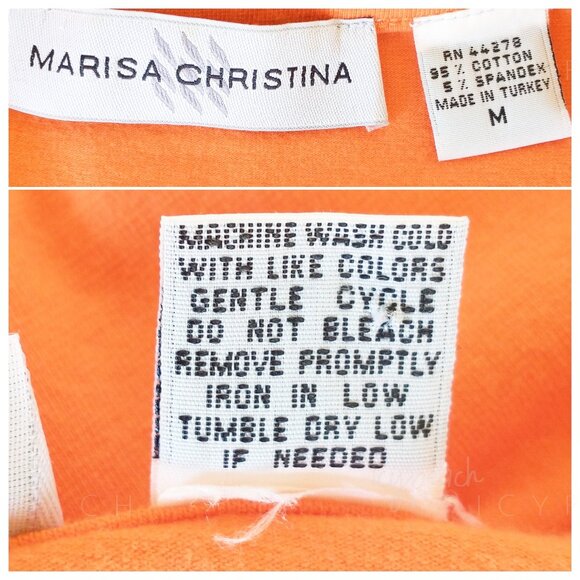 MARISA CHRISTINA
RN 44278
95% COTTON
5% SPANDEX
MADE IN TURKEY
M
MACHINE WASH COLD
WITH LIKE COLORS
GENTLE CYCLE
DO NOT BLEACH
REMOVE PROMPTLY
IRON IN LOW
TUMBLE DRY LOW
IF NEEDED